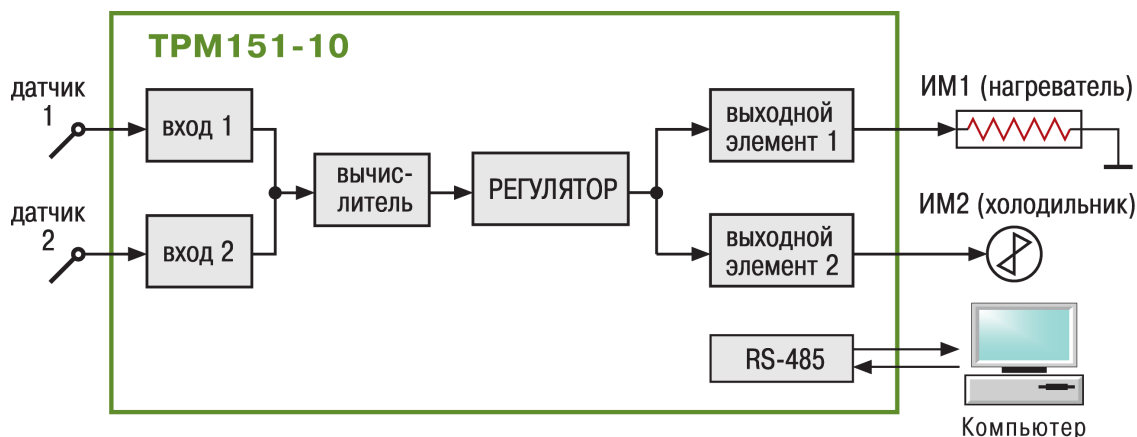 ТРМ151-10
датчик
1
вход 1
датчик
2
вход 2
вычис-
литель
РЕГУЛЯТОР
выходной
элемент 1
выходной
элемент 2
RS-485
ИМ1 (нагреватель)
ИМ2 (холодильник)
Компьютер